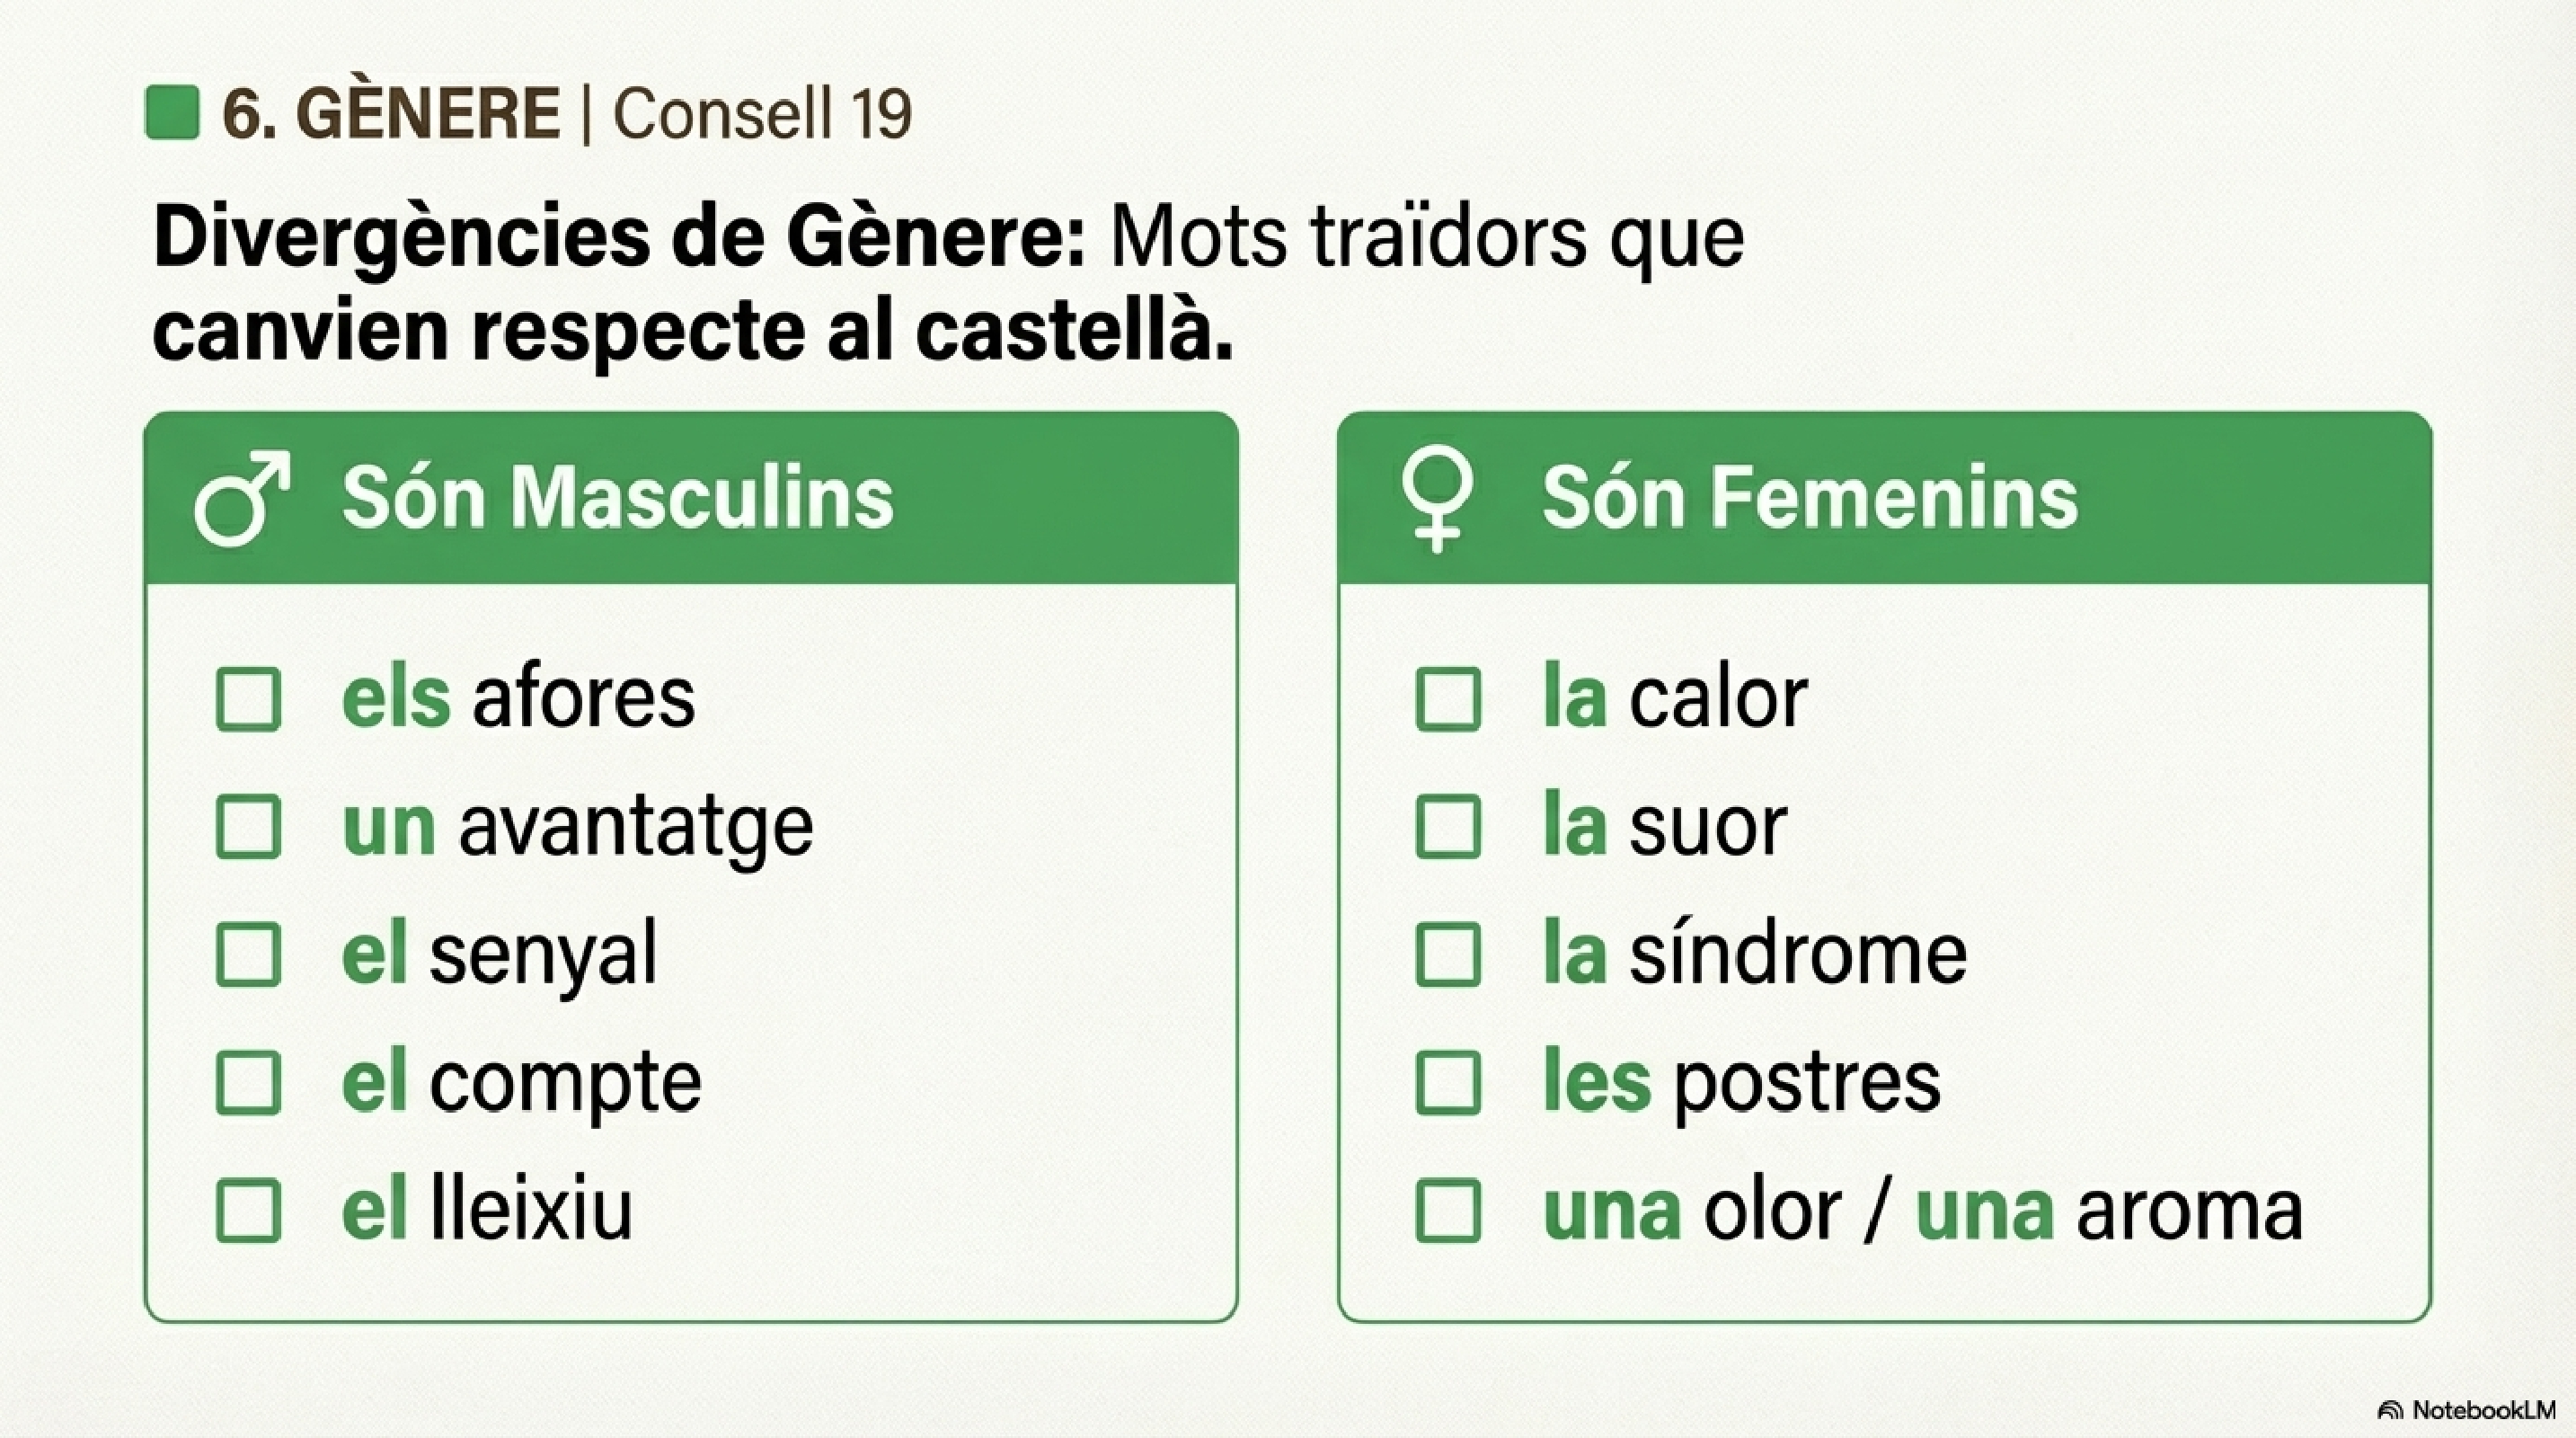 6. GÈNERE | Consell 19
Divergències de Gènere: Mots traïdors que
canvien respecte al castellà.
Són Masculins
els afores
un avantatge
el senyal
el compte
el lleixiu
Són Femenins
la calor
la suor
la síndrome
les postres
una olor / una aroma
NotebookLM